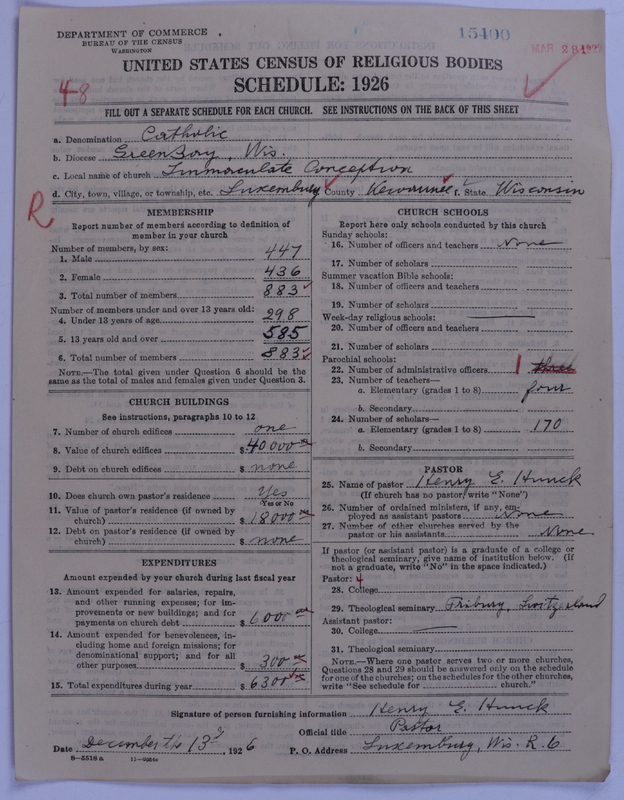 DEPARTMENT OF COMMERCE
BUREAU OF THE CENSUS
WASHINGTON
15400
MAR 28 1927
UNITED STATES CENSUS OF RELIGIOUS BODIES
SCHEDULE: 1926
4-8
FILL OUT A SEPARATE SCHEDULE FOR EACH CHURCH. SEE INSTRUCTIONS ON THE BACK OF THIS SHEET
a. Denomination Catholic
b. Diocese Green Bay, Wis.
c. Local name of church Immaculate Conception
d. City, town, village, or township, etc. Luxemburg County Kewaunee f. State Wisconsin
R
MEMBERSHIP
Report number of members according to definition of
member in your church
Number of members, by sex:
1. Male 447
2. Female 436
3. Total number of members 883
Number of members under and over 13 years old:
4. Under 13 years of age 298
5. 13 years old and over 585
6. Total number of members 883
NOTE.—The total given under Question 6 should be
the same as the total of males and females given under Question 3.
CHURCH BUILDINGS
See instructions, paragraphs 10 to 12
7. Number of church edifices one
8. Value of church edifices $ 40000
9. Debt on church edifices $ none
10. Does church own pastor's residence Yes
Yes or No
11. Value of pastor's residence (if owned by
church) $ 18000
12. Debt on pastor's residence (if owned by
church) $ none
EXPENDITURES
Amount expended by your church during last fiscal year
13. Amount expended for salaries, repairs,
and other running expenses; for im-
provements or new buildings; and for
payments on church debt $ 6000
14. Amount expended for benevolences, in-
cluding home and foreign missions; for
denominational support; and for all
other purposes $ 300
15. Total expenditures during year $ 6300
CHURCH SCHOOLS
Report here only schools conducted by this church
Sunday schools:
16. Number of officers and teachers None
17. Number of scholars
Summer vacation Bible schools:
18. Number of officers and teachers
19. Number of scholars
Week-day religious schools:
20. Number of officers and teachers
21. Number of scholars
Parochial schools:
22. Number of administrative officers 1 three
23. Number of teachers—
a. Elementary (grades 1 to 8) four
b. Secondary
24. Number of scholars—
a. Elementary (grades 1 to 8) 170
b. Secondary
PASTOR
25. Name of pastor Henry E. Hunck
(If church has no pastor, write "None")
26. Number of ordained ministers, if any, em-
ployed as assistant pastors None
27. Number of other churches served by the
pastor or his assistants None
If pastor (or assistant pastor) is a graduate of a college or
theological seminary, give name of institution below. (If
not a graduate, write "No" in the space indicated.)
Pastor: 4
28. College
29. Theological seminary Friburg, Switzerland
Assistant pastor:
30. College
31. Theological seminary
NOTE.—Where one pastor serves two or more churches,
Questions 28 and 29 should be answered only on the schedule
for one of the churches; on the schedules for the other churches,
write "See schedule for church."
Signature of person furnishing information Henry E. Hunck
Official title Pastor
Date December the 13th, 1926 P. O. Address Luxemburg, Wis. R. 6
8—5518a 11—9984